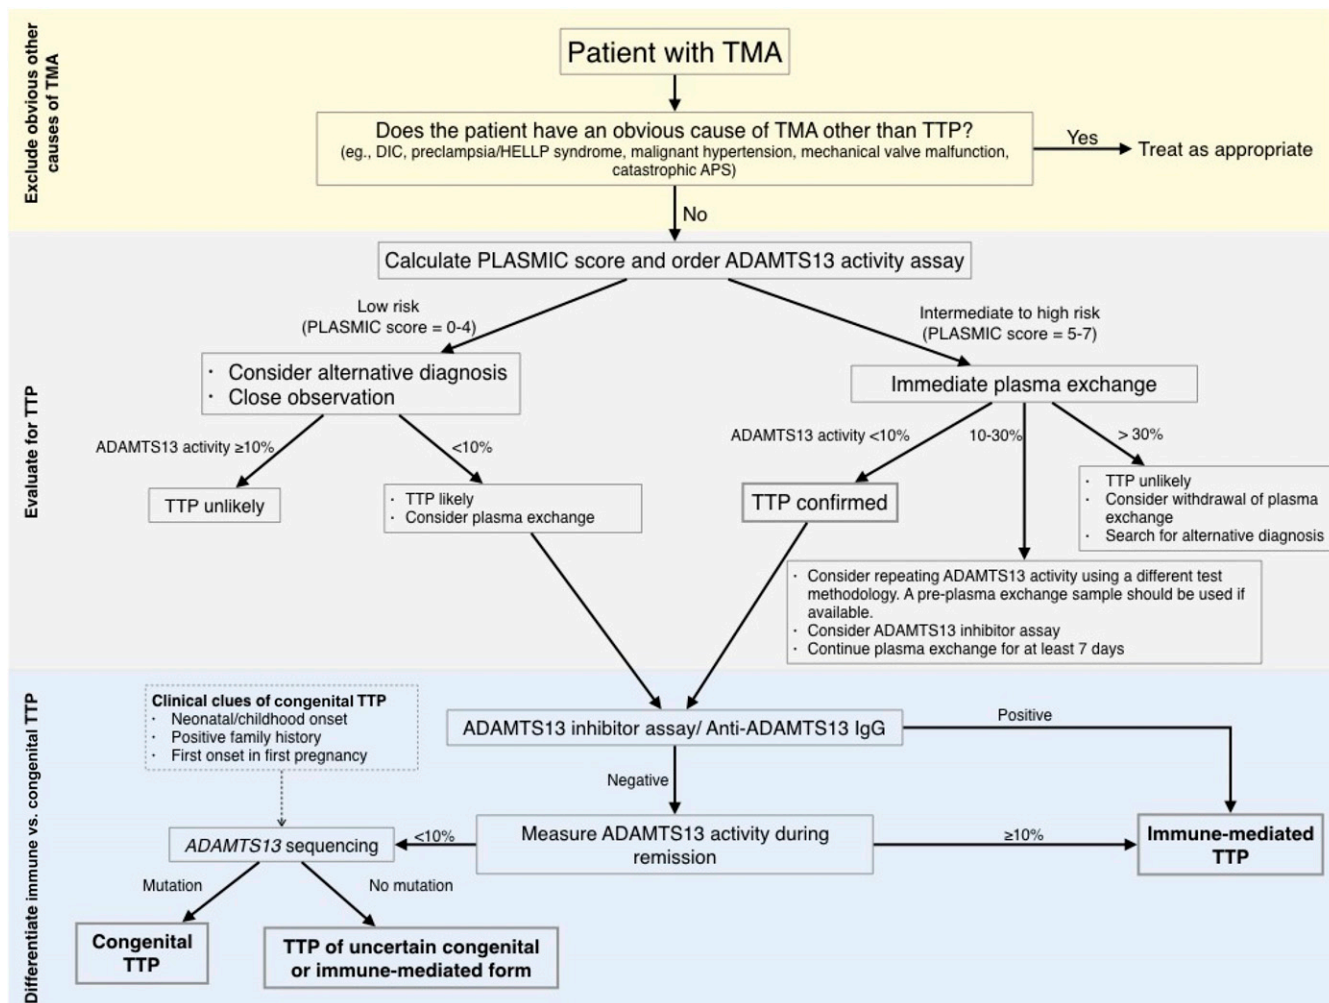 Exclude obvious other
causes of TMA
Patient with TMA
Does the patient have an obvious cause of TMA other than TTP?
(eg., DIC, preclampsia/HELLP syndrome, malignant hypertension, mechanical valve malfunction,
catastrophic APS)
Yes
Treat as appropriate
No
Evaluate for TTP
Calculate PLASMIC score and order ADAMTS13 activity assay
Low risk
(PLASMIC score = 0-4)
Intermediate to high risk
(PLASMIC score = 5-7)
· Consider alternative diagnosis
· Close observation
Immediate plasma exchange
ADAMTS13 activity ≥10%
<10%
ADAMTS13 activity <10%
10-30%
> 30%
TTP unlikely
· TTP likely
· Consider plasma exchange
TTP confirmed
· TTP unlikely
· Consider withdrawal of plasma
exchange
· Search for alternative diagnosis
· Consider repeating ADAMTS13 activity using a different test
methodology. A pre-plasma exchange sample should be used if
available.
· Consider ADAMTS13 inhibitor assay
· Continue plasma exchange for at least 7 days
Differentiate immune vs. congenital TTP
Clinical clues of congenital TTP
· Neonatal/childhood onset
· Positive family history
· First onset in first pregnancy
ADAMTS13 inhibitor assay/ Anti-ADAMTS13 IgG
Positive
Negative
ADAMTS13 sequencing
<10%
Measure ADAMTS13 activity during
remission
≥10%
Immune-mediated
TTP
Mutation
No mutation
Congenital
TTP
TTP of uncertain congenital
or immune-mediated form